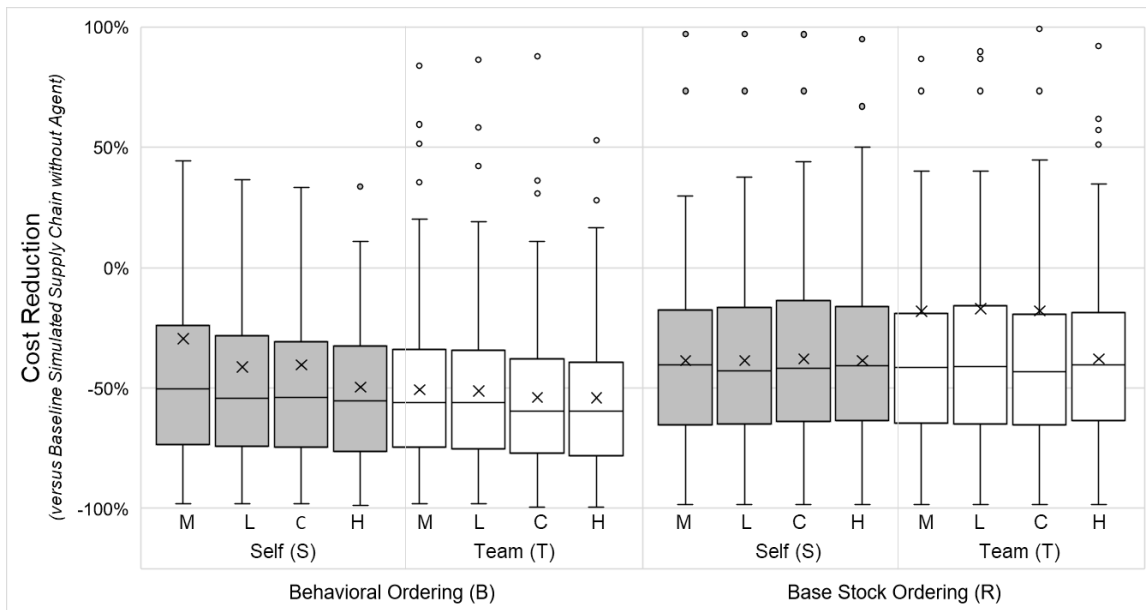 Cost Reduction
(versus Baseline Simulated Supply Chain without Agent)
100%
50%
0%
-50%
-100%
M L C H M L C H M L C H M L C H
Self (S) Team (T) Self (S) Team (T)
Behavioral Ordering (B) Base Stock Ordering (R)